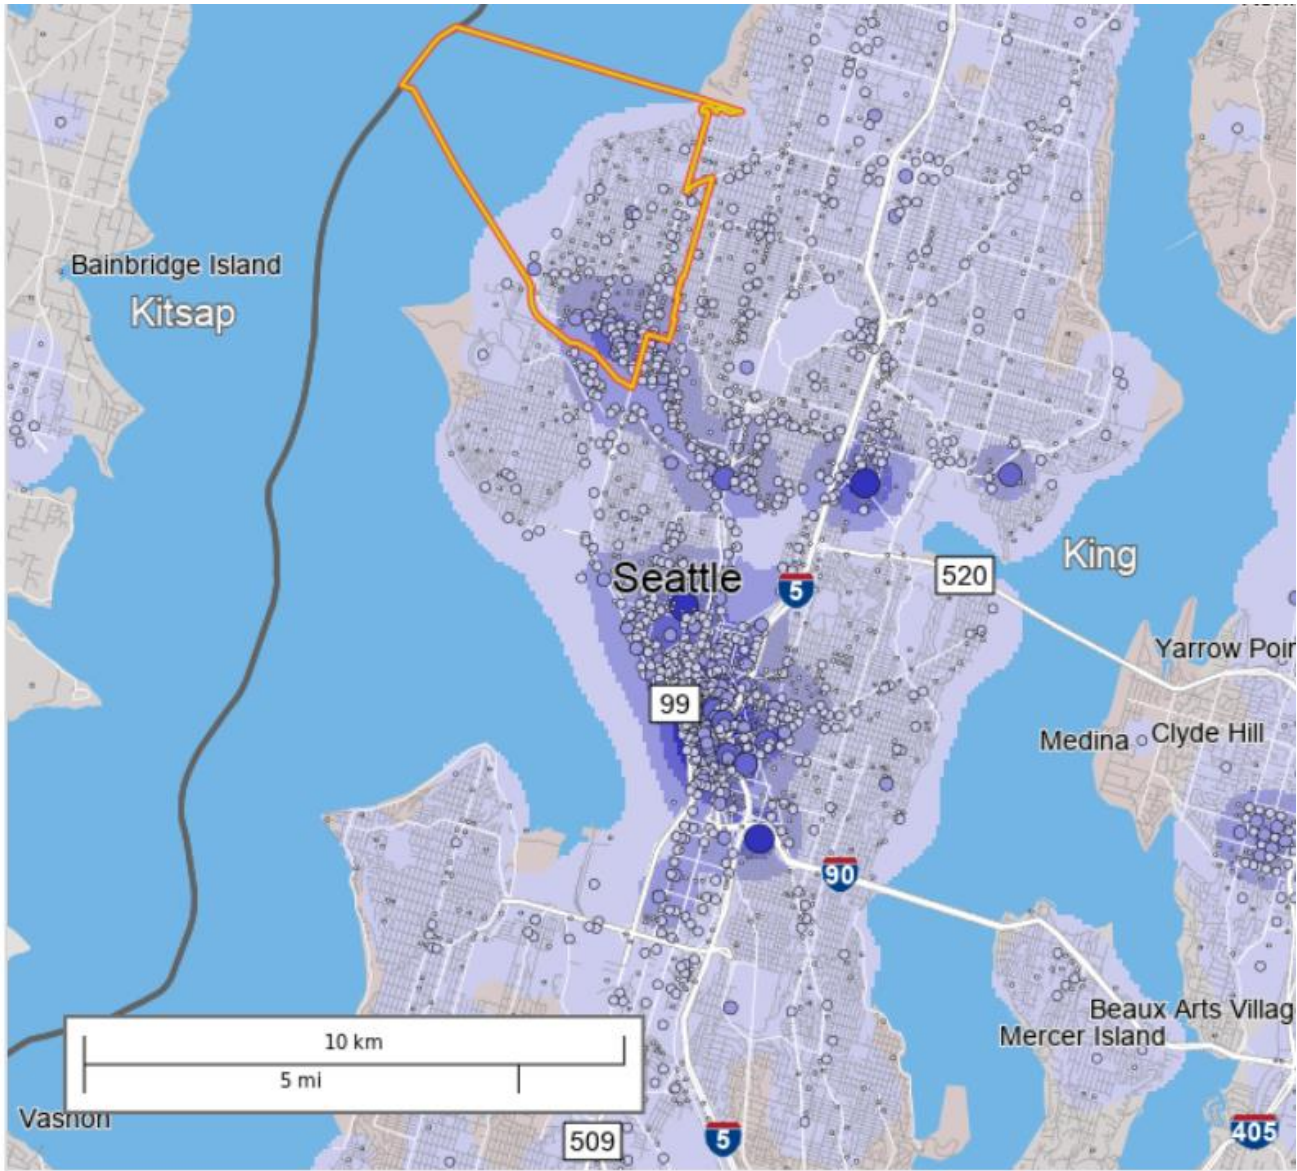 Bainbridge Island
Kitsap
Seattle
5
520
King
Yarrow Poin
99
Medina
Clyde Hill
90
Beaux Arts Villag
Mercer Island
10 km
5 mi
Vashon
509
5
405